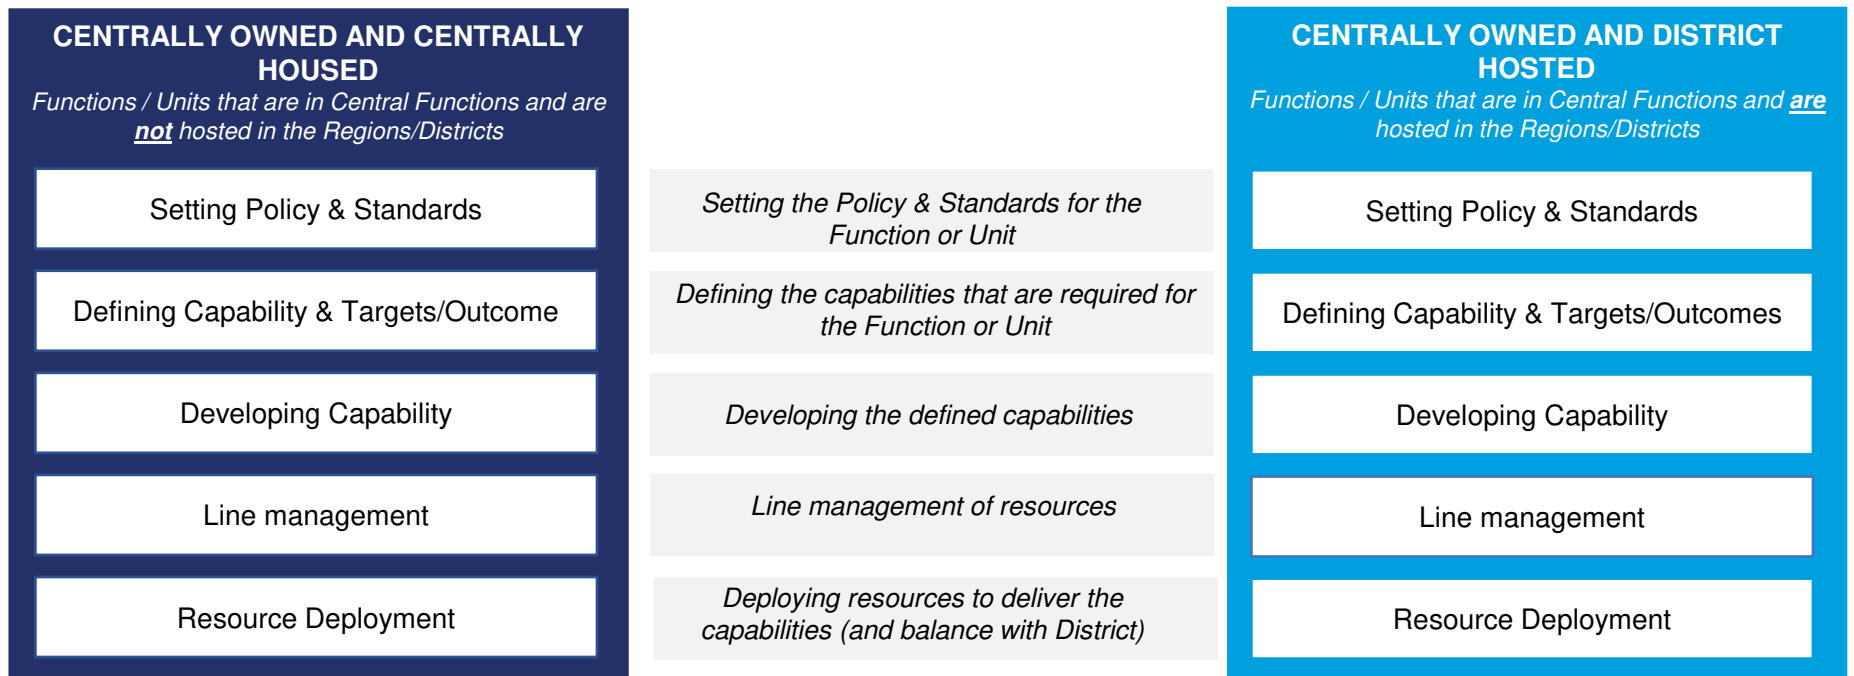 CENTRALLY OWNED AND CENTRALLY
HOUSED
Functions / Units that are in Central Functions and are
not hosted in the Regions/Districts
Setting Policy & Standards
Defining Capability & Targets/Outcome
Developing Capability
Line management
Resource Deployment
Setting the Policy & Standards for the
Function or Unit
Defining the capabilities that are required for
the Function or Unit
Developing the defined capabilities
Line management of resources
Deploying resources to deliver the
capabilities (and balance with District)
CENTRALLY OWNED AND DISTRICT
HOSTED
Functions / Units that are in Central Functions and are
hosted in the Regions/Districts
Setting Policy & Standards
Defining Capability & Targets/Outcomes
Developing Capability
Line management
Resource Deployment